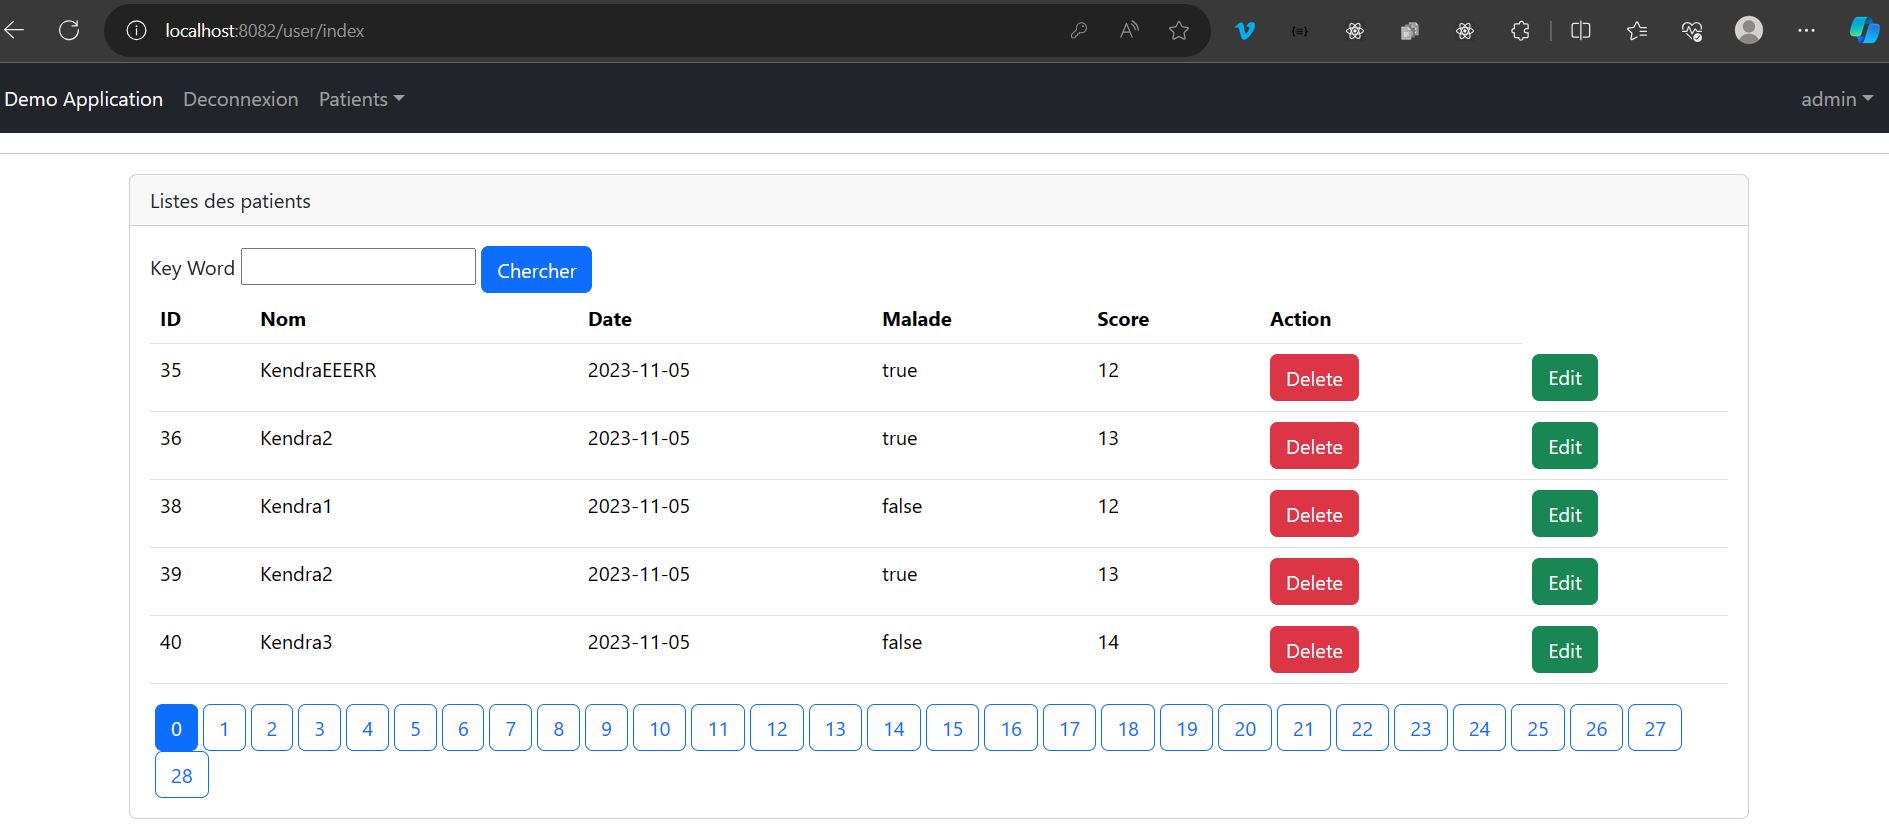 localhost:8082/user/index
Demo Application Deconnexion Patients admin
Listes des patients
Key Word Chercher
ID Nom Date Malade Score Action
35 KendraEEERR 2023-11-05 true 12 Delete Edit
36 Kendra2 2023-11-05 true 13 Delete Edit
38 Kendra1 2023-11-05 false 12 Delete Edit
39 Kendra2 2023-11-05 true 13 Delete Edit
40 Kendra3 2023-11-05 false 14 Delete Edit
0 1 2 3 4 5 6 7 8 9 10 11 12 13 14 15 16 17 18 19 20 21 22 23 24 25 26 27
28